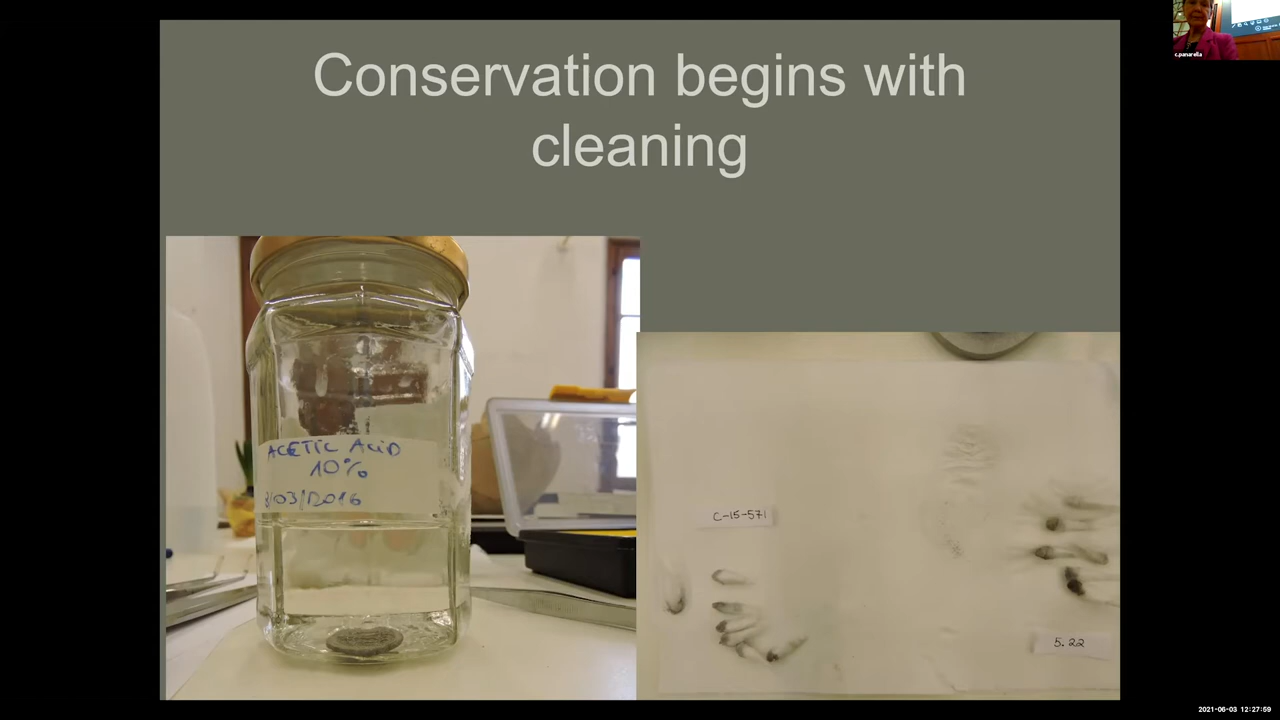 Conservation begins with
cleaning
c.panarella
ACETIC ACID
10%
/03/2016
C-15-571
5.22
2021-06-03 12:27:59